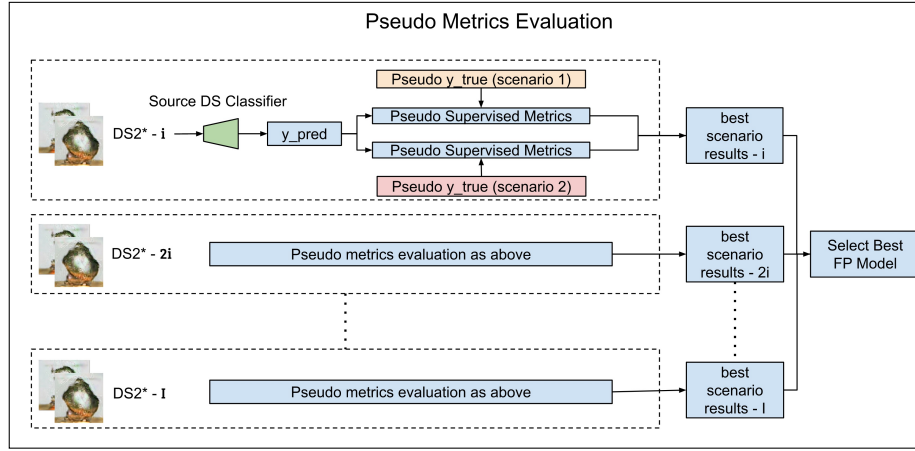 Pseudo Metrics Evaluation
Pseudo y_true (scenario 1)
Source DS Classifier
DS2* - i
y_pred
Pseudo Supervised Metrics
Pseudo Supervised Metrics
Pseudo y_true (scenario 2)
best
scenario
results - i
DS2* - 2i
Pseudo metrics evaluation as above
best
scenario
results - 2i
Select Best
FP Model
DS2* - I
Pseudo metrics evaluation as above
best
scenario
results - I